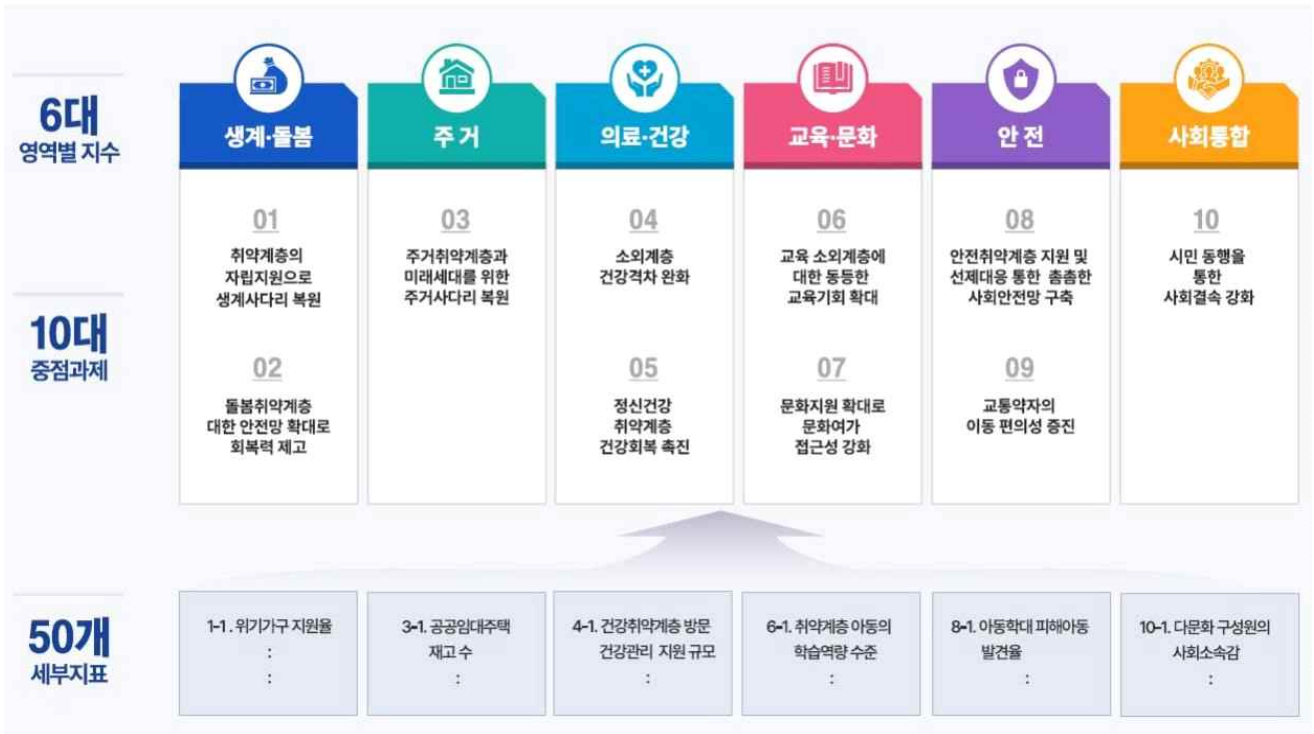 6대
영역별 지수
생계·돌봄
주 거
의료·건강
교육·문화
안 전
사회통합
10대
중점과제
01
취약계층의
자립지원으로
생계사다리 복원
02
돌봄취약계층
대한 안전망 확대로
회복력 제고
03
주거취약계층과
미래세대를 위한
주거사다리 복원
04
소외계층
건강격차 완화
05
정신건강
취약계층
건강회복 촉진
06
교육 소외계층에
대한 동등한
교육기회 확대
07
문화지원 확대로
문화여가
접근성 강화
08
안전취약계층 지원 및
선제대응 통한 촘촘한
사회안전망 구축
09
교통약자의
이동 편의성 증진
10
시민 동행을
통한
사회결속 강화
50개
세부지표
1-1. 위기가구 지원율
:
:
3-1. 공공임대주택
재고 수
:
4-1. 건강취약계층 방문
건강관리 지원 규모
:
6-1. 취약계층 아동의
학습역량 수준
:
8-1. 아동학대 피해아동
발견율
:
10-1. 다문화 구성원의
사회소속감
: